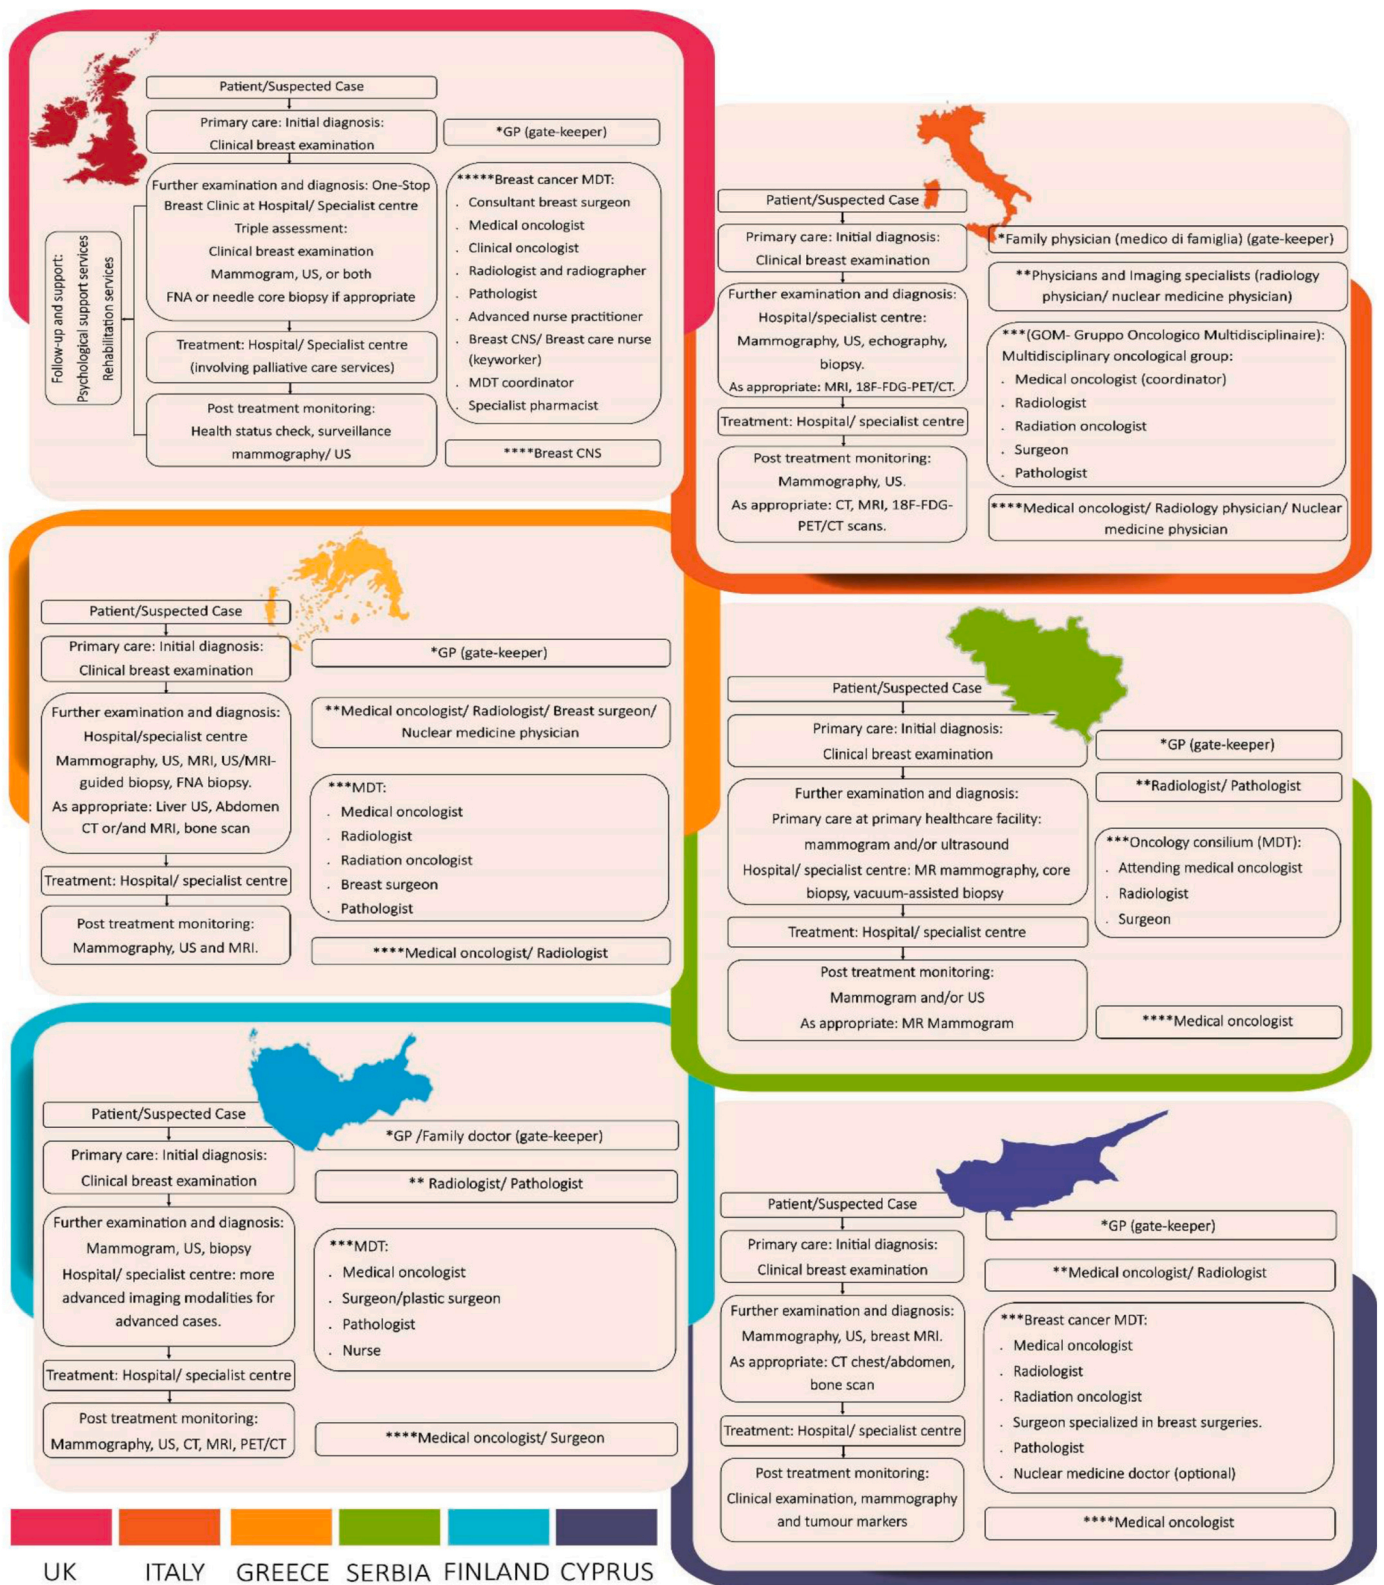 Patient/Suspected Case
Primary care: Initial diagnosis:
Clinical breast examination
Further examination and diagnosis: One-Stop
Breast Clinic at Hospital/ Specialist centre
Triple assessment:
Clinical breast examination
Mammogram, US, or both
FNA or needle core biopsy if appropriate
Treatment: Hospital/ Specialist centre
(involving palliative care services)
Post treatment monitoring:
Health status check, surveillance
mammography/ US
Follow-up and support:
Psychological support services
Rehabilitation services
*GP (gate-keeper)
*****Breast cancer MDT:
. Consultant breast surgeon
. Medical oncologist
. Clinical oncologist
. Radiologist and radiographer
. Pathologist
. Advanced nurse practitioner
. Breast CNS/ Breast care nurse
(keyworker)
. MDT coordinator
. Specialist pharmacist
****Breast CNS
Patient/Suspected Case
Primary care: Initial diagnosis:
Clinical breast examination
Further examination and diagnosis:
Hospital/specialist centre:
Mammography, US, echography,
biopsy.
As appropriate: MRI, 18F-FDG-PET/CT.
Treatment: Hospital/ specialist centre
Post treatment monitoring:
Mammography, US.
As appropriate: CT, MRI, 18F-FDG-
PET/CT scans.
*Family physician (medico di famiglia) (gate-keeper)
**Physicians and Imaging specialists (radiology
physician/ nuclear medicine physician)
***(GOM- Gruppo Oncologico Multidisciplinaire):
Multidisciplinary oncological group:
. Medical oncologist (coordinator)
. Radiologist
. Radiation oncologist
. Surgeon
. Pathologist
****Medical oncologist/ Radiology physician/ Nuclear
medicine physician
Patient/Suspected Case
Primary care: Initial diagnosis:
Clinical breast examination
Further examination and diagnosis:
Hospital/specialist centre
Mammography, US, MRI, US/MRI-
guided biopsy, FNA biopsy.
As appropriate: Liver US, Abdomen
CT or/and MRI, bone scan
Treatment: Hospital/ specialist centre
Post treatment monitoring:
Mammography, US and MRI.
*GP (gate-keeper)
**Medical oncologist/ Radiologist/ Breast surgeon/
Nuclear medicine physician
***MDT:
. Medical oncologist
. Radiologist
. Radiation oncologist
. Breast surgeon
. Pathologist
****Medical oncologist/ Radiologist
Patient/Suspected Case
Primary care: Initial diagnosis:
Clinical breast examination
Further examination and diagnosis:
Primary care at primary healthcare facility:
mammogram and/or ultrasound
Hospital/ specialist centre: MR mammography, core
biopsy, vacuum-assisted biopsy
Treatment: Hospital/ specialist centre
Post treatment monitoring:
Mammogram and/or US
As appropriate: MR Mammogram
*GP (gate-keeper)
**Radiologist/ Pathologist
***Oncology consilium (MDT):
. Attending medical oncologist
. Radiologist
. Surgeon
****Medical oncologist
Patient/Suspected Case
Primary care: Initial diagnosis:
Clinical breast examination
Further examination and diagnosis:
Mammogram, US, biopsy
Hospital/ specialist centre: more
advanced imaging modalities for
advanced cases.
Treatment: Hospital/ specialist centre
Post treatment monitoring:
Mammography, US, CT, MRI, PET/CT
*GP /Family doctor (gate-keeper)
** Radiologist/ Pathologist
***MDT:
. Medical oncologist
. Surgeon/plastic surgeon
. Pathologist
. Nurse
****Medical oncologist/ Surgeon
Patient/Suspected Case
Primary care: Initial diagnosis:
Clinical breast examination
Further examination and diagnosis:
Mammography, US, breast MRI.
As appropriate: CT chest/abdomen,
bone scan
Treatment: Hospital/ specialist centre
Post treatment monitoring:
Clinical examination, mammography
and tumour markers
*GP (gate-keeper)
**Medical oncologist/ Radiologist
***Breast cancer MDT:
. Medical oncologist
. Radiologist
. Radiation oncologist
. Surgeon specialized in breast surgeries.
. Pathologist
. Nuclear medicine doctor (optional)
****Medical oncologist
UK
ITALY
GREECE
SERBIA
FINLAND
CYPRUS